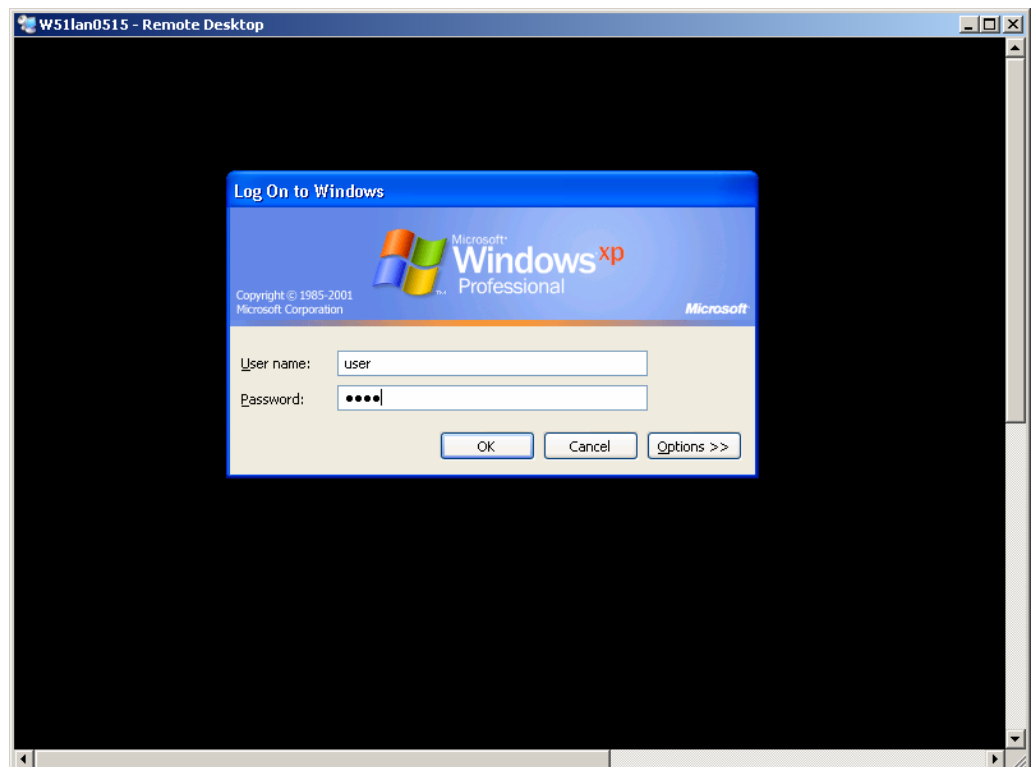 W51lan0515 - Remote Desktop
Log On to Windows
Microsoft®
Windows xp
Professional
Copyright © 1985-2001
Microsoft Corporation
Microsoft®
User name: user
Password: ••••
OK Cancel Options >>